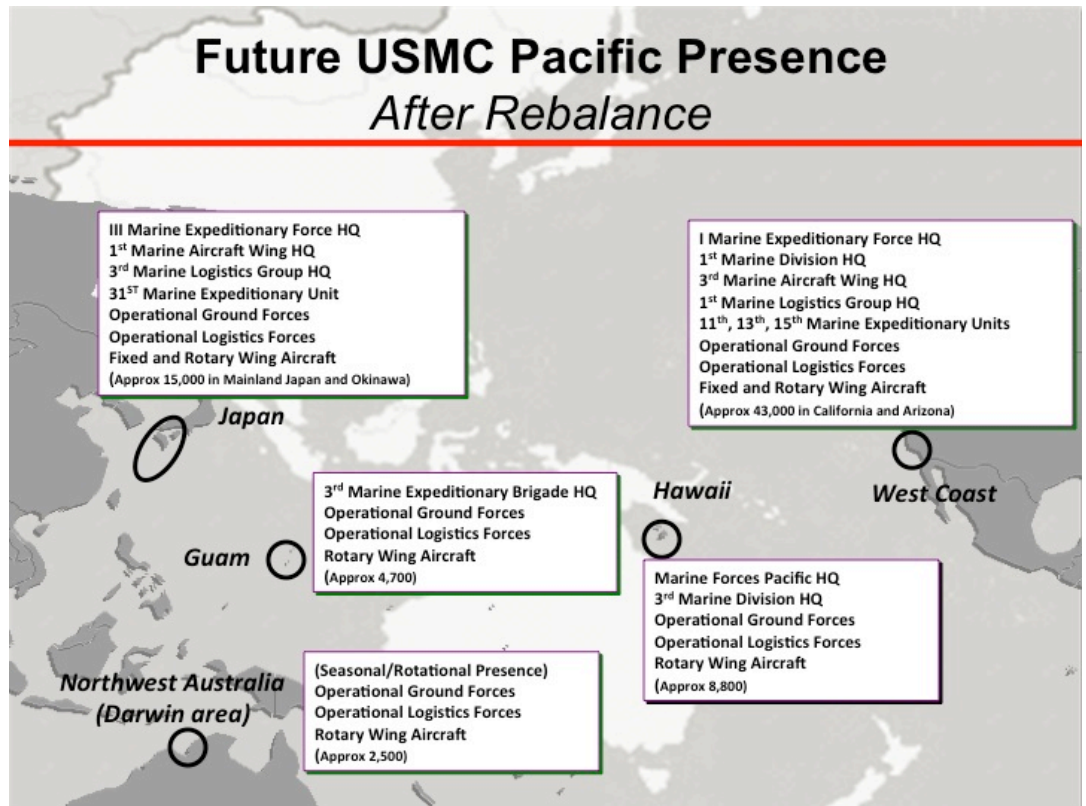 Future USMC Pacific Presence
After Rebalance
III Marine Expeditionary Force HQ
1st Marine Aircraft Wing HQ
3rd Marine Logistics Group HQ
31ST Marine Expeditionary Unit
Operational Ground Forces
Operational Logistics Forces
Fixed and Rotary Wing Aircraft
(Approx 15,000 in Mainland Japan and Okinawa)
Japan
I Marine Expeditionary Force HQ
1st Marine Division HQ
3rd Marine Aircraft Wing HQ
1st Marine Logistics Group HQ
11th, 13th, 15th Marine Expeditionary Units
Operational Ground Forces
Operational Logistics Forces
Fixed and Rotary Wing Aircraft
(Approx 43,000 in California and Arizona)
West Coast
3rd Marine Expeditionary Brigade HQ
Operational Ground Forces
Operational Logistics Forces
Rotary Wing Aircraft
(Approx 4,700)
Guam
Hawaii
Marine Forces Pacific HQ
3rd Marine Division HQ
Operational Ground Forces
Operational Logistics Forces
Rotary Wing Aircraft
(Approx 8,800)
Northwest Australia
(Darwin area)
(Seasonal/Rotational Presence)
Operational Ground Forces
Operational Logistics Forces
Rotary Wing Aircraft
(Approx 2,500)